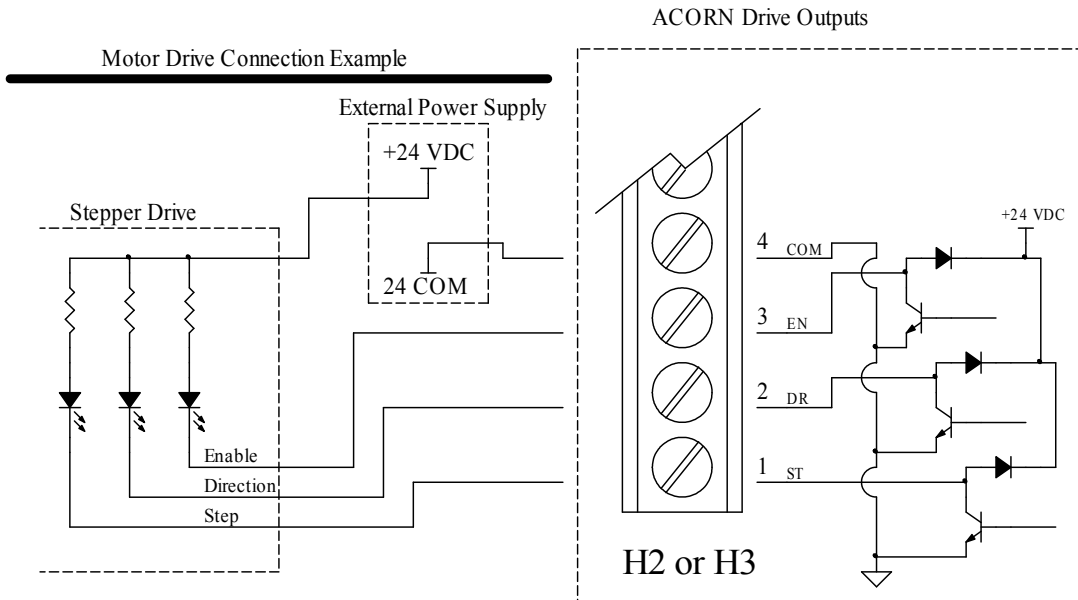 ACORN Drive Outputs
Motor Drive Connection Example
External Power Supply
+24 VDC
24 COM
Stepper Drive
Enable
Direction
Step
4 COM
3 EN
2 DR
1 ST
+24 VDC
H2 or H3